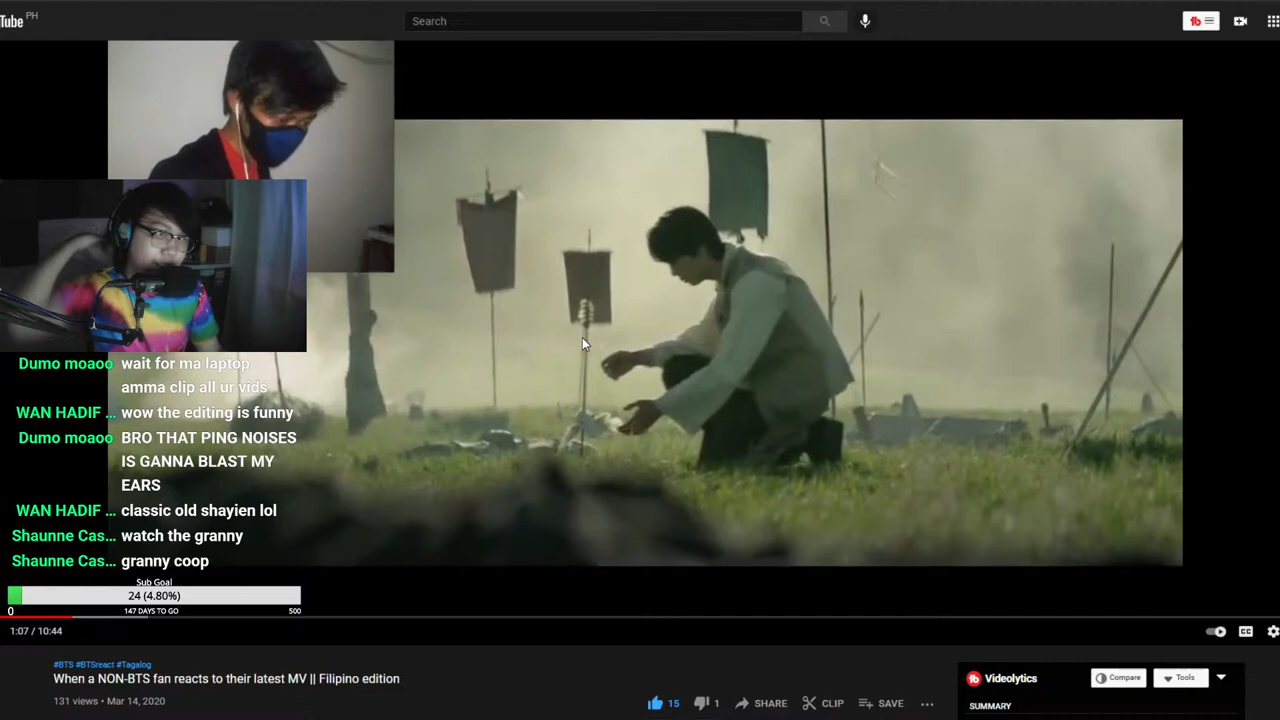 Tube PH
Search
tb
Dumo moaoo wait for ma laptop
amma clip all ur vids
WAN HADIF ... wow the editing is funny
Dumo moaoo BRO THAT PING NOISES
IS GANNA BLAST MY
EARS
WAN HADIF ... classic old shayien lol
Shaunne Cas... watch the granny
Shaunne Cas... granny coop
Sub Goal
24 (4.80%)
0 147 DAYS TO GO 500
1:07 / 10:44
CC
#BTS #BTSreact #Tagalog
When a NON-BTS fan reacts to their latest MV || Filipino edition
131 views • Mar 14, 2020
15 1 SHARE CLIP SAVE ...
tb Videolytics Compare Tools
SUMMARY